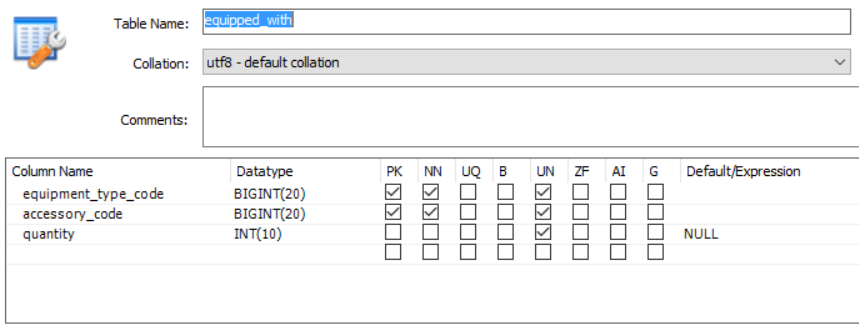 Table Name: equipped_with
Collation: utf8 - default collation
Comments:
Column Name Datatype PK NN UQ B UN ZF AI G Default/Expression
equipment_type_code BIGINT(20)
accessory_code BIGINT(20)
quantity INT(10) NULL